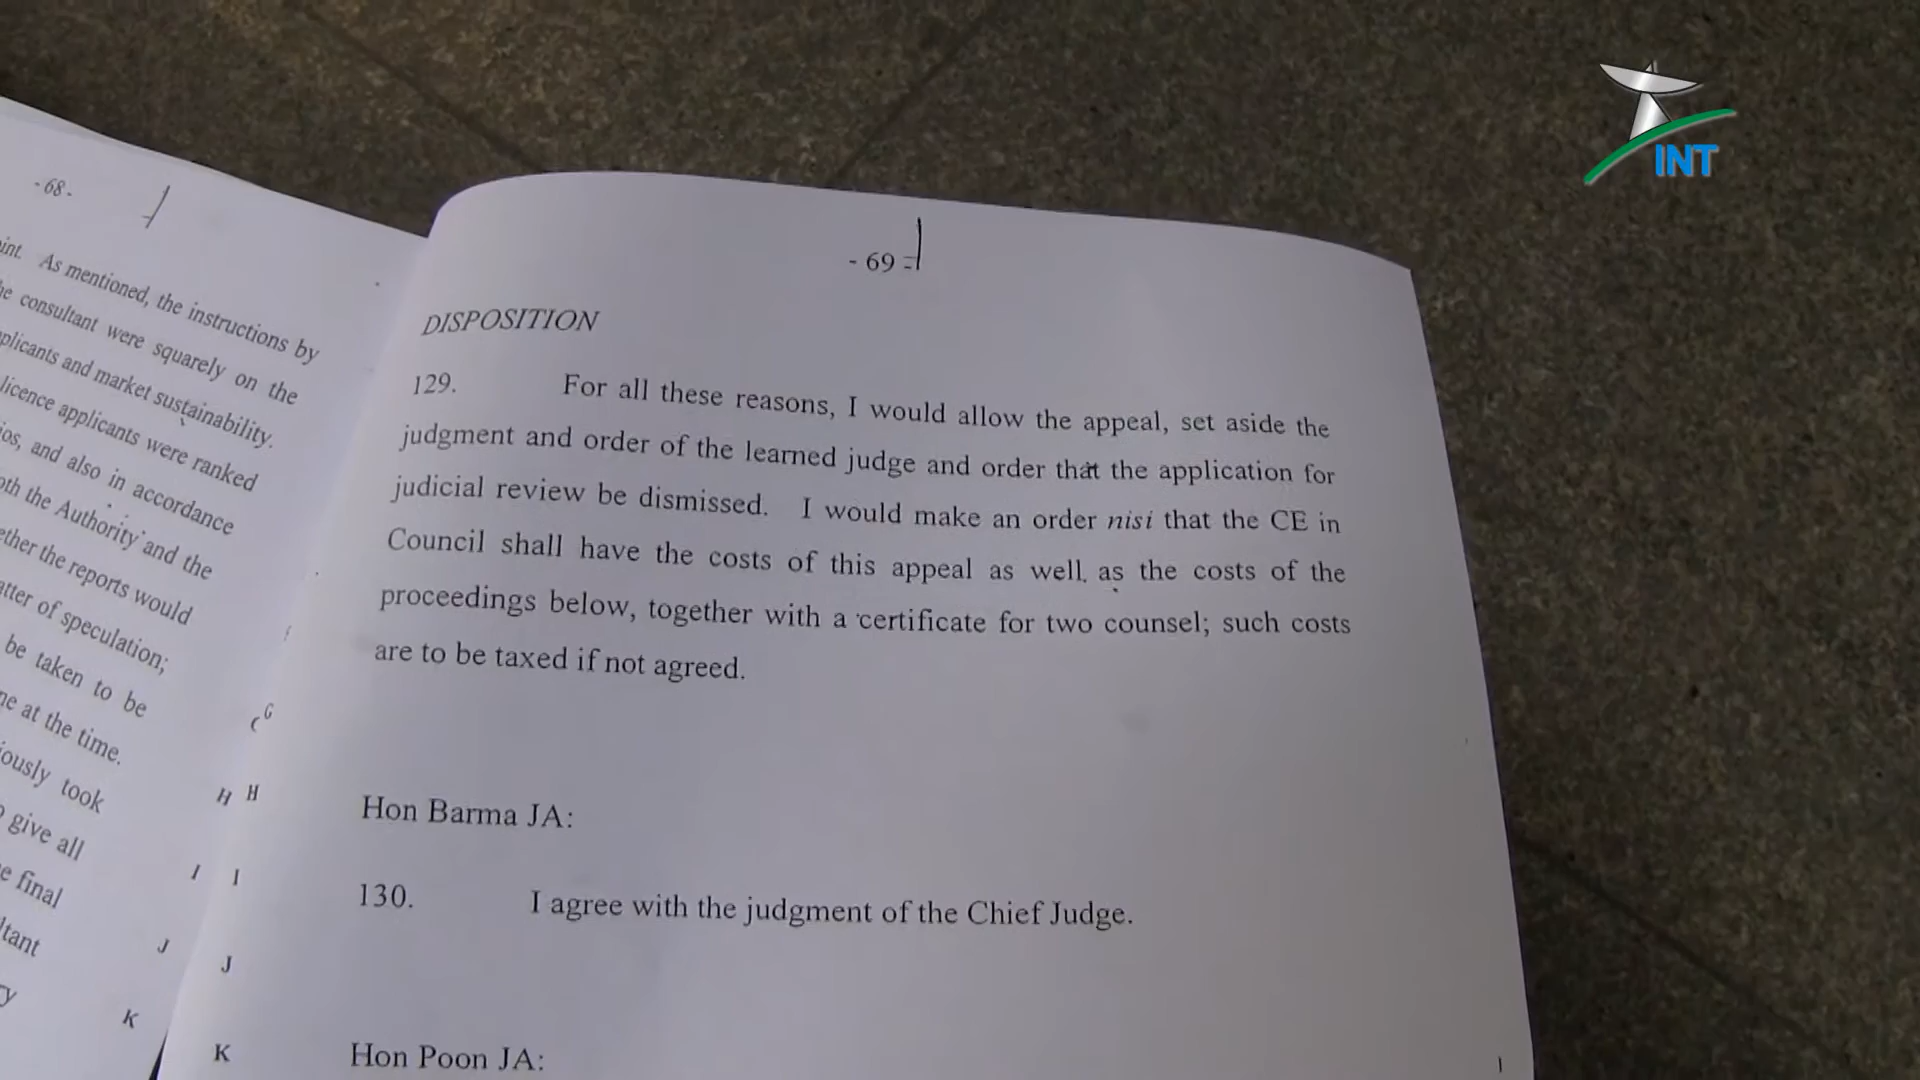 - 68 -
int. As mentioned, the instructions by
he consultant were squarely on the
plicants and market sustainability.
licence applicants were ranked
ios, and also in accordance
oth the Authority and the
ether the reports would
atter of speculation;
be taken to be
ne at the time.
iously took
give all
e final
ltant
H
I
J
K
- 69 -
DISPOSITION
129. For all these reasons, I would allow the appeal, set aside the
judgment and order of the learned judge and order that the application for
judicial review be dismissed. I would make an order nisi that the CE in
Council shall have the costs of this appeal as well as the costs of the
proceedings below, together with a certificate for two counsel; such costs
are to be taxed if not agreed.
G
H
Hon Barma JA:
I
130. I agree with the judgment of the Chief Judge.
J
K
Hon Poon JA:
INT